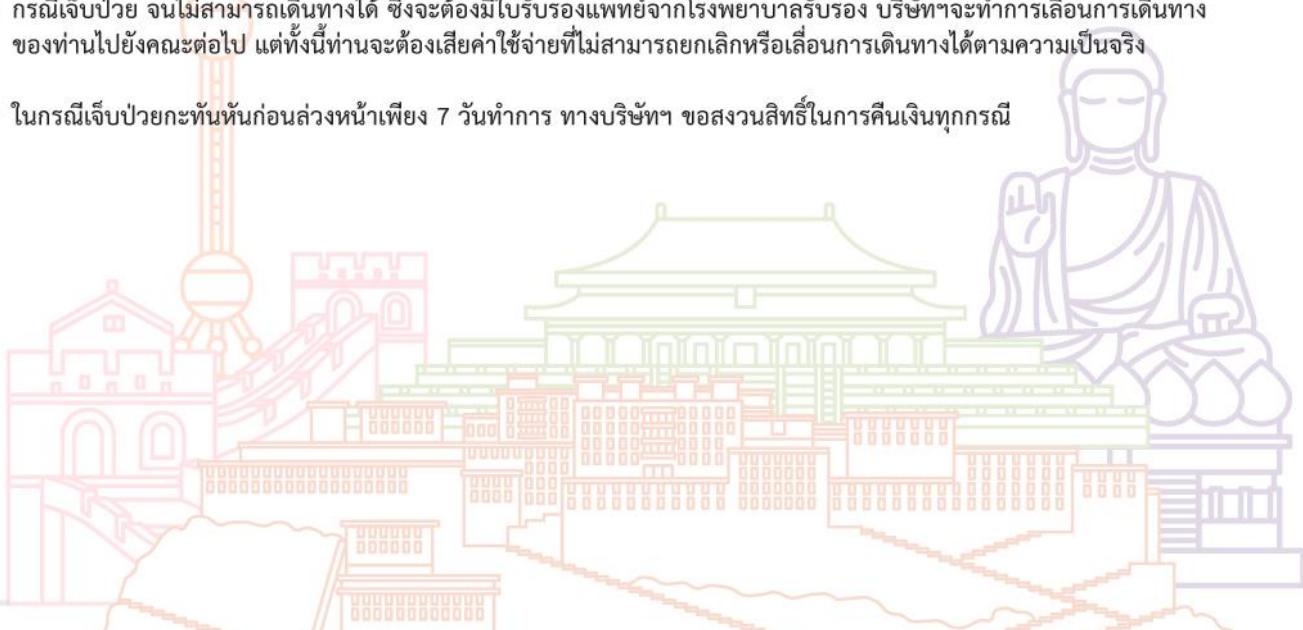 กรณีเจ็บป่วย จนไม่สามารถเดินทางได้ ซึ่งจะต้องมีใบรับรองแพทย์จากโรงพยาบาลรับรอง บริษัทฯจะทำการเลื่อนการเดินทาง
ของท่านไปยังคณะต่อไป แต่ทั้งนี้ท่านจะต้องเสียค่าใช้จ่ายที่ไม่สามารถยกเลิกหรือเลื่อนการเดินทางได้ตามความเป็นจริง
ในกรณีเจ็บป่วยกะทันหันก่อนล่วงหน้าเพียง 7 วันทำการ ทางบริษัทฯ ขอสงวนสิทธิ์ในการคืนเงินทุกกรณี